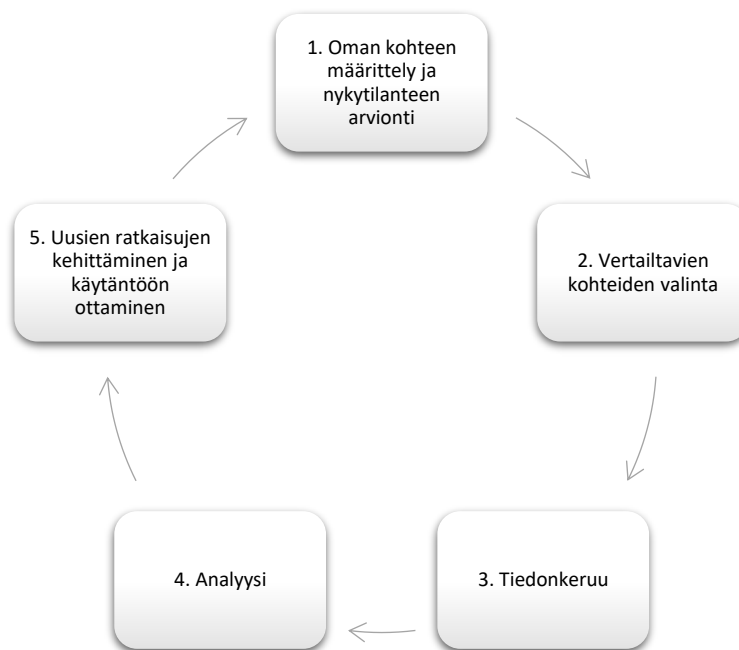 1. Oman kohteen
määrittely ja
nykytilanteen
arvionti
2. Vertailtavien
kohteiden valinta
3. Tiedonkeruu
4. Analyysi
5. Uusien ratkaisujen
kehittäminen ja
käytäntöön
ottaminen